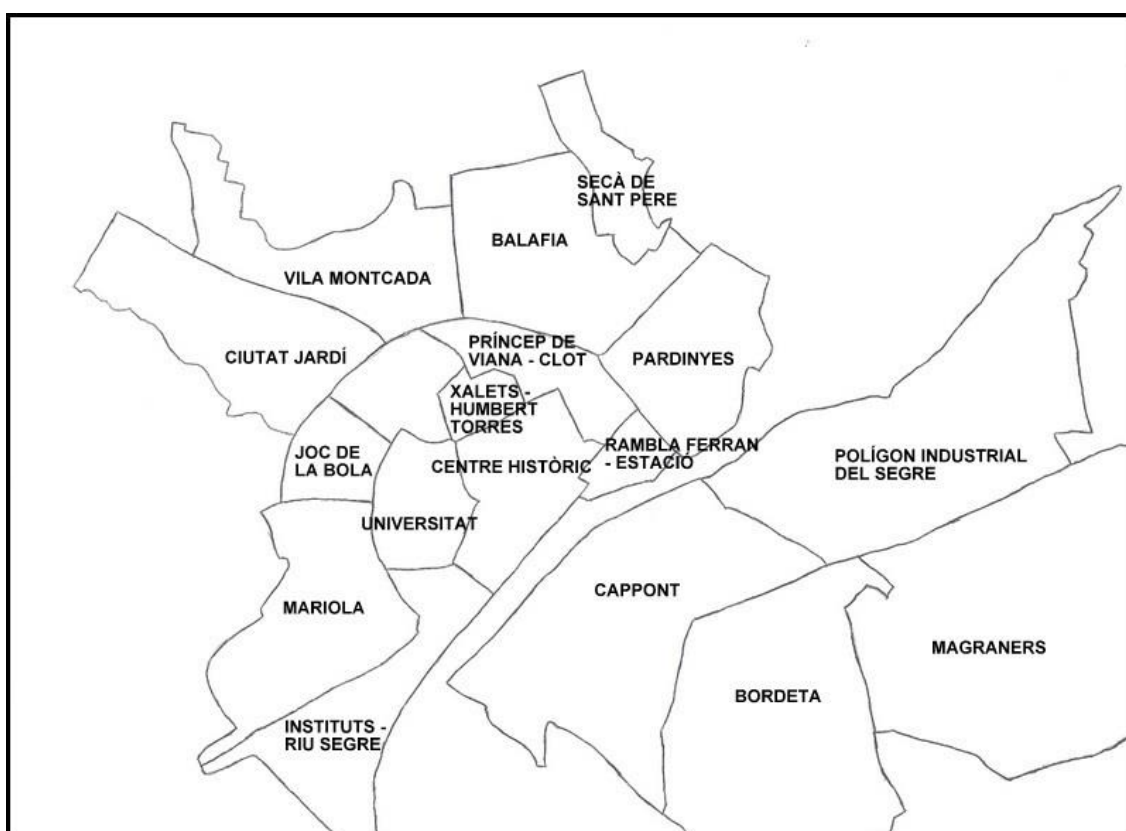 SECÀ DE
SANT PERE
BALAFIA
VILA MONTCADA
PRÍNCEP DE
VIANA - CLOT
CIUTAT JARDÍ
PARDINYES
XALETS -
HUMBERT
TORRES
JOC DE
LA BOLA
CENTRE HISTÒRIC
RAMBLA FERRAN
- ESTACIÓ
POLÍGON INDUSTRIAL
DEL SEGRE
UNIVERSITAT
CAPPONT
MARIOLA
MAGRANERS
BORDETA
INSTITUTS -
RIU SEGRE